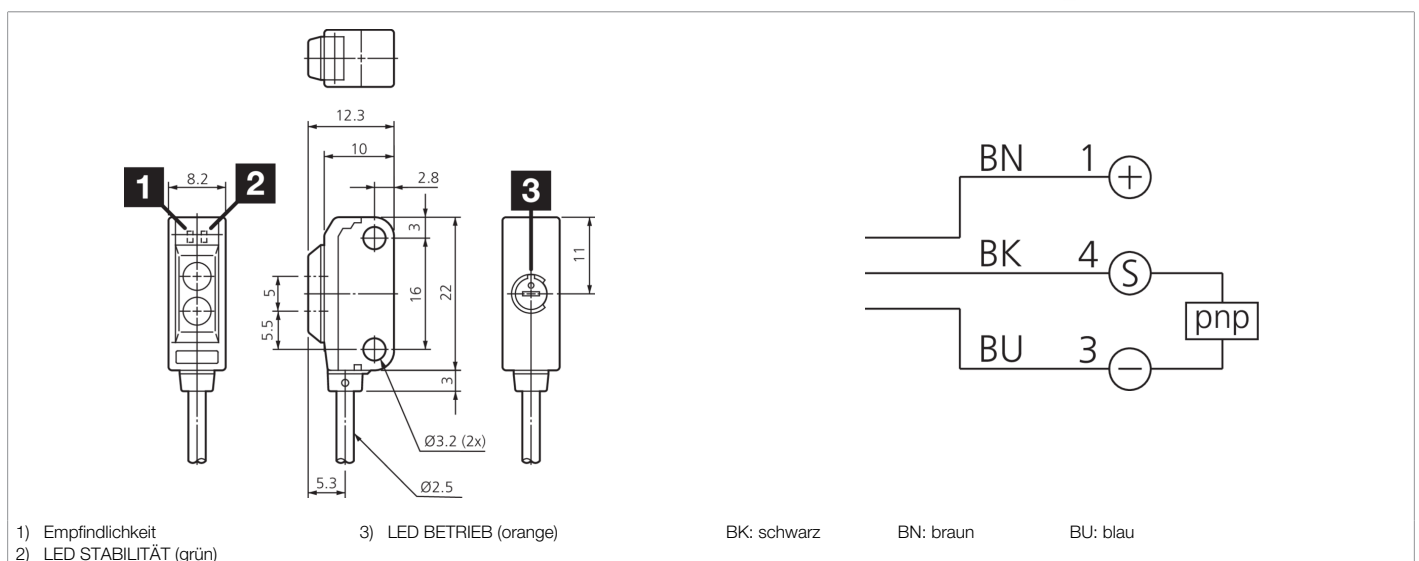 12.3
10
2.8
1
8.2
2
3
3
11
5
16
22
5.5
3
Ø3.2 (2x)
5.3
Ø2.5
BN 1 +
BK 4 S
pnp
BU 3 −
1) Empfindlichkeit
2) LED STABILITÄT (grün)
3) LED BETRIEB (orange)
BK: schwarz
BN: braun
BU: blau